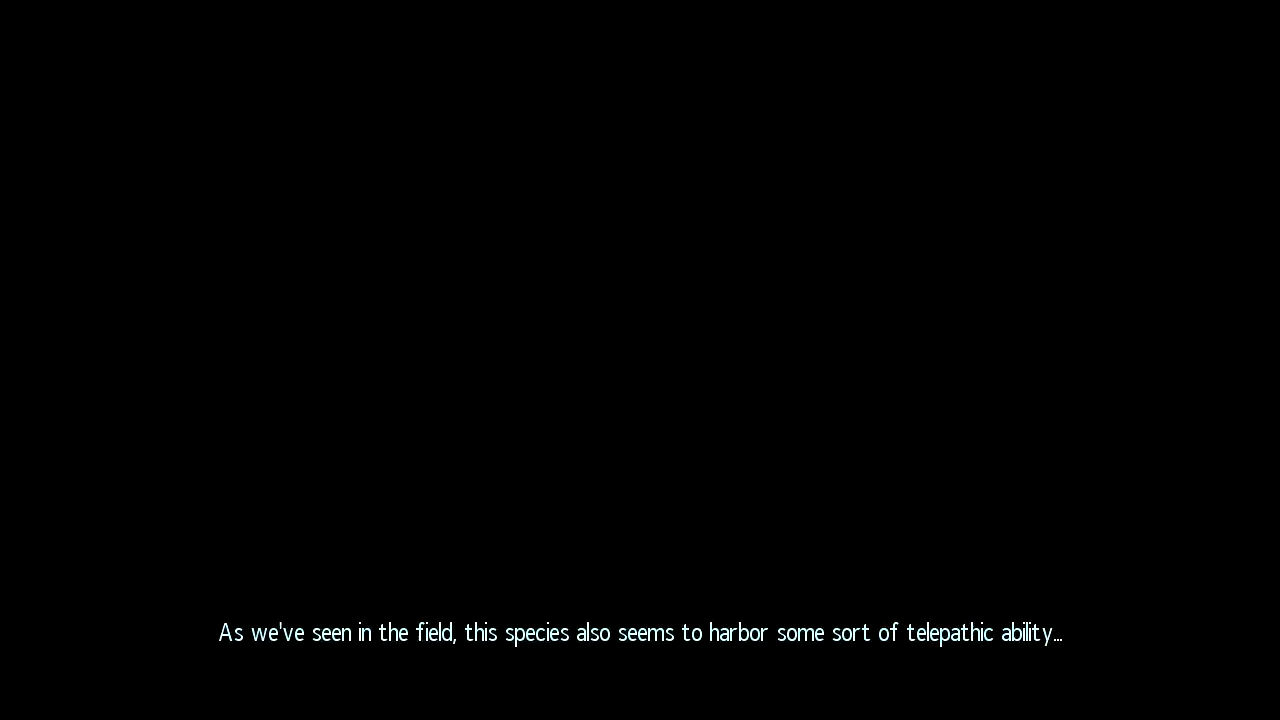 As we've seen in the field, this species also seems to harbor some sort of telepathic ability…